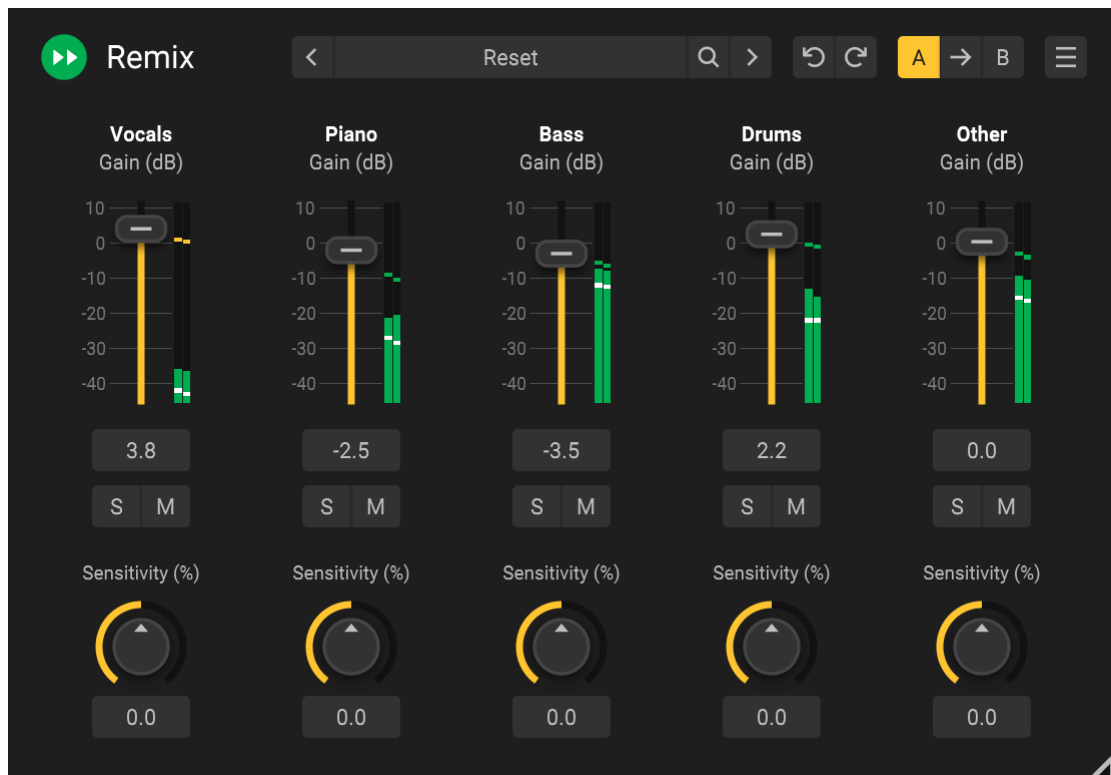 Remix
Reset
A
B
Vocals Piano Bass Drums Other
Gain (dB) Gain (dB) Gain (dB) Gain (dB) Gain (dB)
10 10 10 10 10
0 0 0 0 0
-10 -10 -10 -10 -10
-20 -20 -20 -20 -20
-30 -30 -30 -30 -30
-40 -40 -40 -40 -40
3.8 -2.5 -3.5 2.2 0.0
S M S M S M S M S M
Sensitivity (%) Sensitivity (%) Sensitivity (%) Sensitivity (%) Sensitivity (%)
0.0 0.0 0.0 0.0 0.0